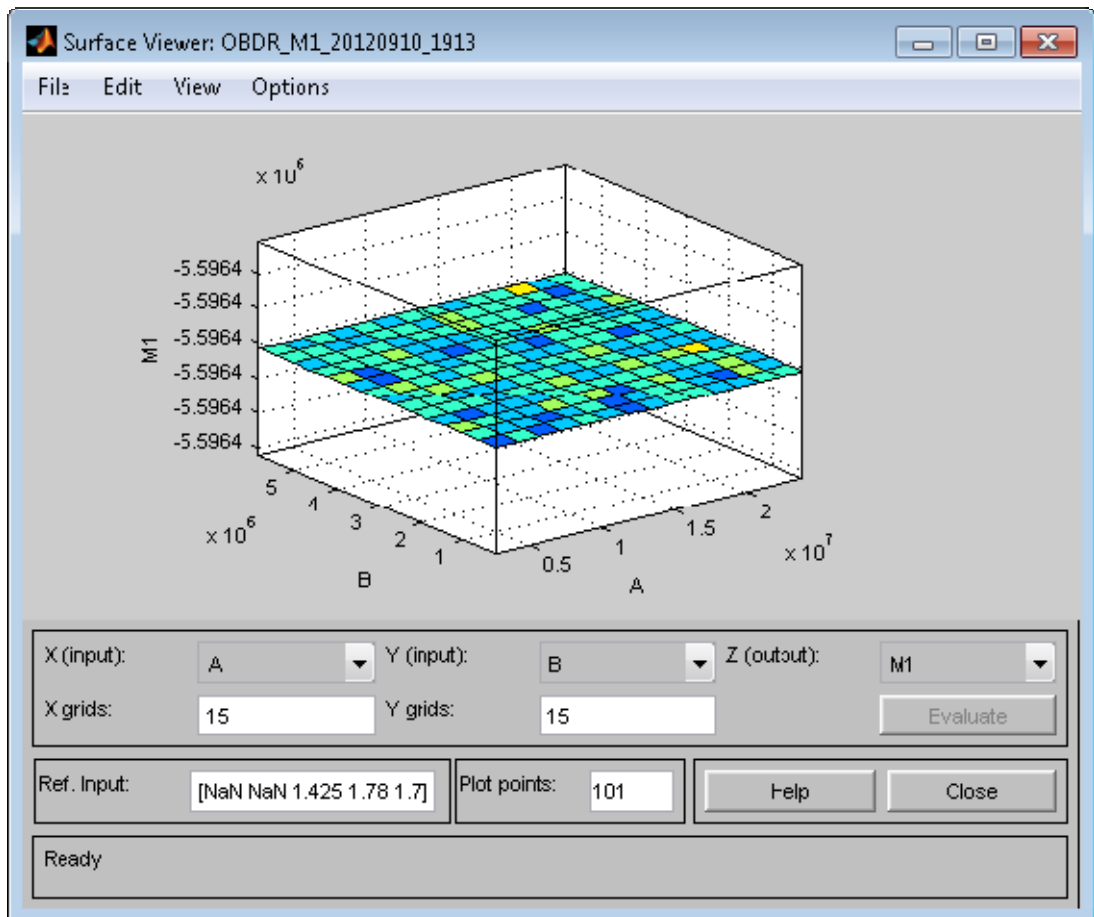 Surface Viewer: OBDR_M1_20120910_1913
File Edit View Options
x 10^6
-5.5964
-5.5964
-5.5964
-5.5964
-5.5964
-5.5964
M1
5
4
3
2
1
x 10^6
B
0.5
1
1.5
2
x 10^7
A
X (input): A Y (input): B Z (output): M1
X grids: 15 Y grids: 15 Evaluate
Ref. Input: [NaN NaN 1.425 1.78 1.7] Plot points: 101 Help Close
Ready